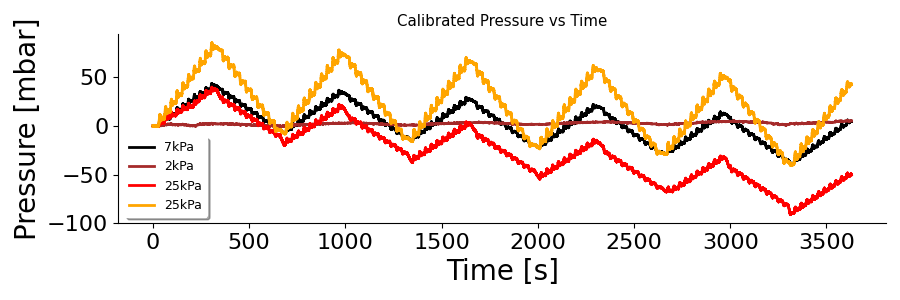 Calibrated Pressure vs Time
Pressure [mbar]
50
0
−50
−100
7kPa
2kPa
25kPa
25kPa
0 500 1000 1500 2000 2500 3000 3500
Time [s]